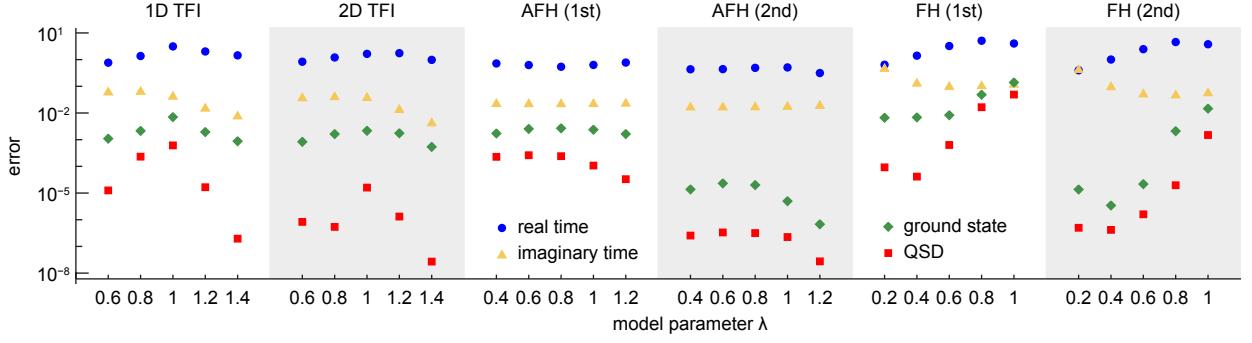 1D TFI 2D TFI AFH (1st) AFH (2nd) FH (1st) FH (2nd)
10^1
10^-2
10^-5
10^-8
error
real time
imaginary time
ground state
QSD
0.6 0.8 1 1.2 1.4 0.6 0.8 1 1.2 1.4 0.4 0.6 0.8 1 1.2 0.4 0.6 0.8 1 1.2 0.2 0.4 0.6 0.8 1 0.2 0.4 0.6 0.8 1
model parameter λ